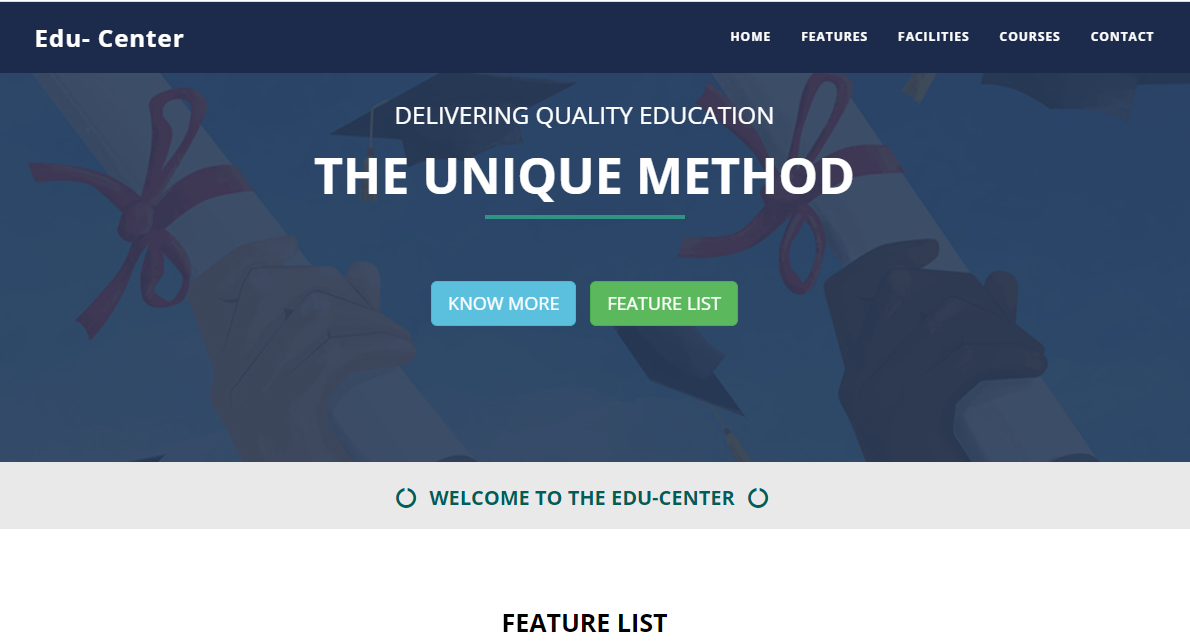 Edu- Center
HOME FEATURES FACILITIES COURSES CONTACT
DELIVERING QUALITY EDUCATION
THE UNIQUE METHOD
KNOW MORE FEATURE LIST
WELCOME TO THE EDU-CENTER
FEATURE LIST